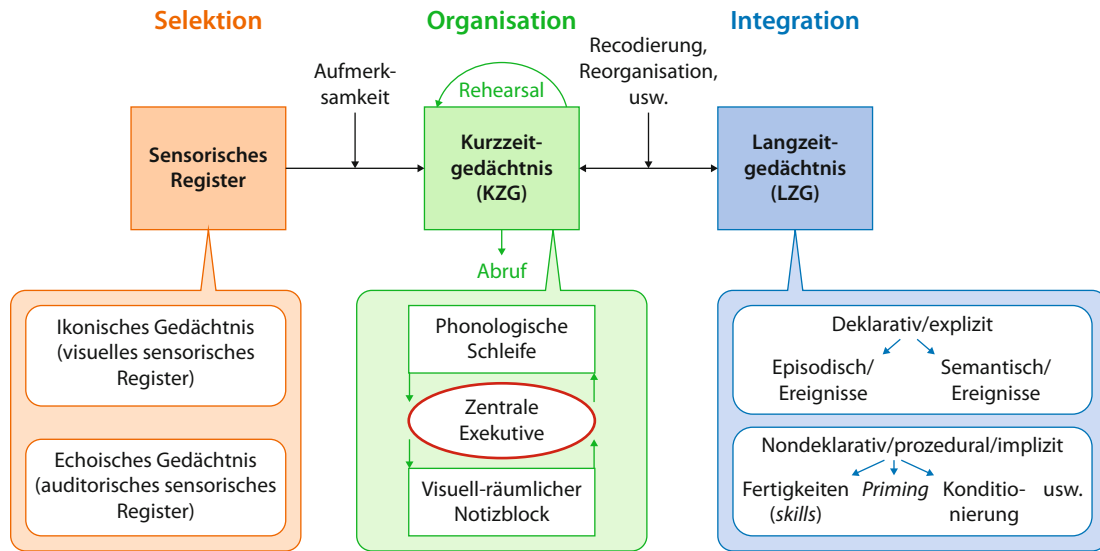 Selektion
Organisation
Integration
Aufmerk-
samkeit
Rehearsal
Recodierung,
Reorganisation,
usw.
Sensorisches
Register
Kurzzeit-
gedächtnis
(KZG)
Langzeit-
gedächtnis
(LZG)
Abruf
Ikonisches Gedächtnis
(visuelles sensorisches
Register)
Echoisches Gedächtnis
(auditorisches sensorisches
Register)
Phonologische
Schleife
Zentrale
Exekutive
Visuell-räumlicher
Notizblock
Deklarativ/explizit
Episodisch/
Ereignisse
Semantisch/
Ereignisse
Nondeklarativ/prozedural/implizit
Fertigkeiten
(skills)
Priming
Konditio-
nierung
usw.